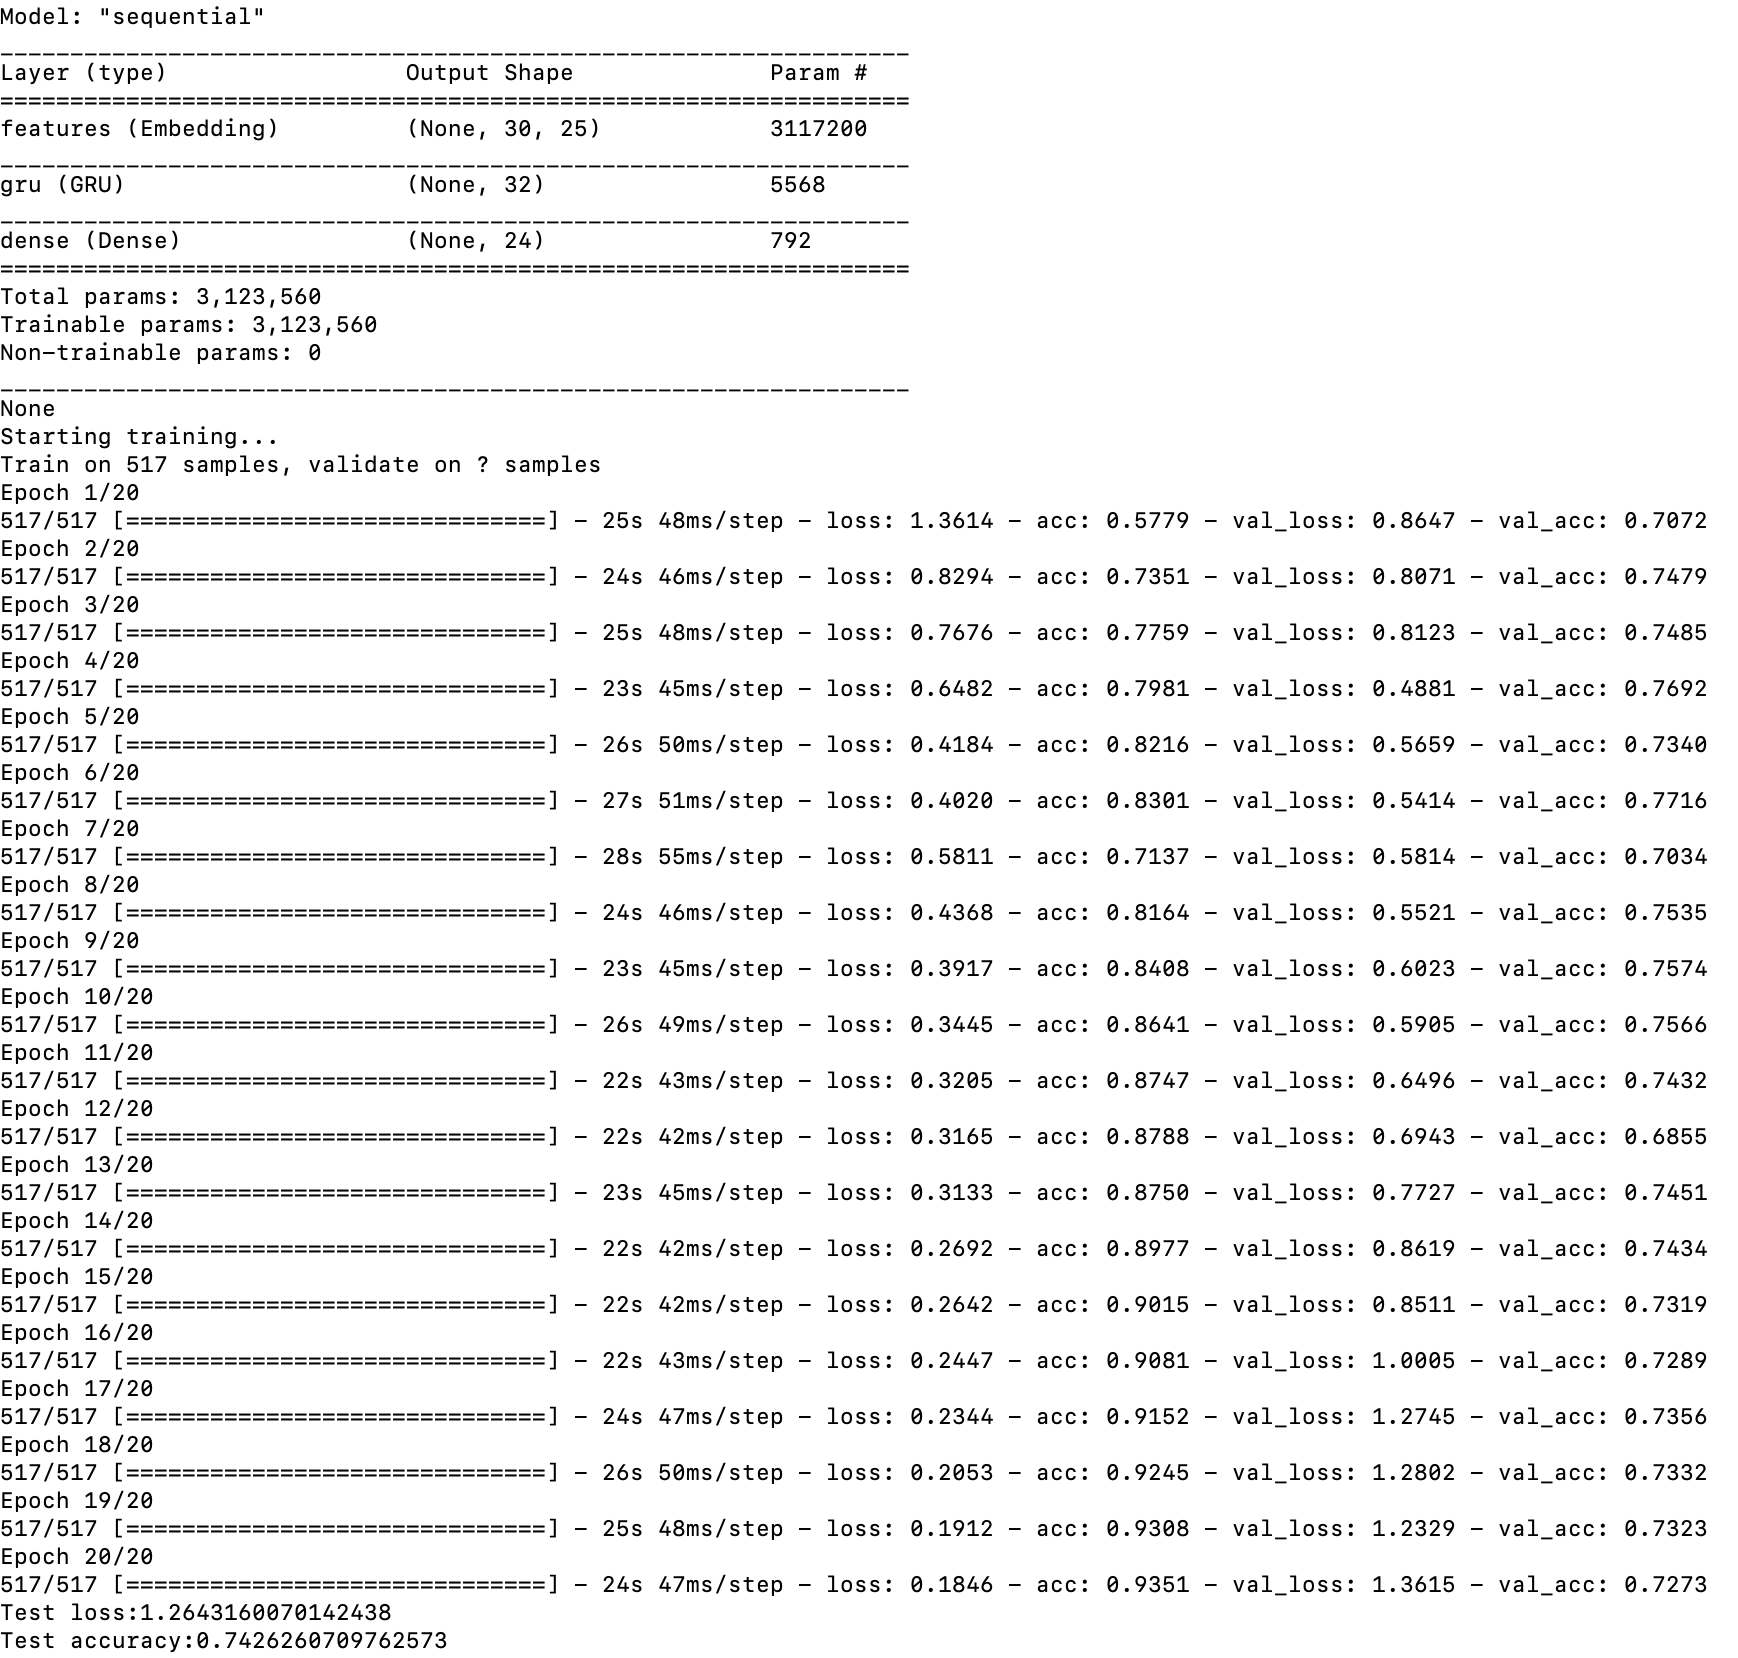 Model: "sequential"
_________________________________________________________________
Layer (type)                 Output Shape              Param #
=================================================================
features (Embedding)         (None, 30, 25)            3117200
_________________________________________________________________
gru (GRU)                    (None, 32)                5568
_________________________________________________________________
dense (Dense)                (None, 24)                792
=================================================================
Total params: 3,123,560
Trainable params: 3,123,560
Non-trainable params: 0
_________________________________________________________________
None
Starting training...
Train on 517 samples, validate on ? samples
Epoch 1/20
517/517 [==============================] - 25s 48ms/step - loss: 1.3614 - acc: 0.5779 - val_loss: 0.8647 - val_acc: 0.7072
Epoch 2/20
517/517 [==============================] - 24s 46ms/step - loss: 0.8294 - acc: 0.7351 - val_loss: 0.8071 - val_acc: 0.7479
Epoch 3/20
517/517 [==============================] - 25s 48ms/step - loss: 0.7676 - acc: 0.7759 - val_loss: 0.8123 - val_acc: 0.7485
Epoch 4/20
517/517 [==============================] - 23s 45ms/step - loss: 0.6482 - acc: 0.7981 - val_loss: 0.4881 - val_acc: 0.7692
Epoch 5/20
517/517 [==============================] - 26s 50ms/step - loss: 0.4184 - acc: 0.8216 - val_loss: 0.5659 - val_acc: 0.7340
Epoch 6/20
517/517 [==============================] - 27s 51ms/step - loss: 0.4020 - acc: 0.8301 - val_loss: 0.5414 - val_acc: 0.7716
Epoch 7/20
517/517 [==============================] - 28s 55ms/step - loss: 0.5811 - acc: 0.7137 - val_loss: 0.5814 - val_acc: 0.7034
Epoch 8/20
517/517 [==============================] - 24s 46ms/step - loss: 0.4368 - acc: 0.8164 - val_loss: 0.5521 - val_acc: 0.7535
Epoch 9/20
517/517 [==============================] - 23s 45ms/step - loss: 0.3917 - acc: 0.8408 - val_loss: 0.6023 - val_acc: 0.7574
Epoch 10/20
517/517 [==============================] - 26s 49ms/step - loss: 0.3445 - acc: 0.8641 - val_loss: 0.5905 - val_acc: 0.7566
Epoch 11/20
517/517 [==============================] - 22s 43ms/step - loss: 0.3205 - acc: 0.8747 - val_loss: 0.6496 - val_acc: 0.7432
Epoch 12/20
517/517 [==============================] - 22s 42ms/step - loss: 0.3165 - acc: 0.8788 - val_loss: 0.6943 - val_acc: 0.6855
Epoch 13/20
517/517 [==============================] - 23s 45ms/step - loss: 0.3133 - acc: 0.8750 - val_loss: 0.7727 - val_acc: 0.7451
Epoch 14/20
517/517 [==============================] - 22s 42ms/step - loss: 0.2692 - acc: 0.8977 - val_loss: 0.8619 - val_acc: 0.7434
Epoch 15/20
517/517 [==============================] - 22s 42ms/step - loss: 0.2642 - acc: 0.9015 - val_loss: 0.8511 - val_acc: 0.7319
Epoch 16/20
517/517 [==============================] - 22s 43ms/step - loss: 0.2447 - acc: 0.9081 - val_loss: 1.0005 - val_acc: 0.7289
Epoch 17/20
517/517 [==============================] - 24s 47ms/step - loss: 0.2344 - acc: 0.9152 - val_loss: 1.2745 - val_acc: 0.7356
Epoch 18/20
517/517 [==============================] - 26s 50ms/step - loss: 0.2053 - acc: 0.9245 - val_loss: 1.2802 - val_acc: 0.7332
Epoch 19/20
517/517 [==============================] - 25s 48ms/step - loss: 0.1912 - acc: 0.9308 - val_loss: 1.2329 - val_acc: 0.7323
Epoch 20/20
517/517 [==============================] - 24s 47ms/step - loss: 0.1846 - acc: 0.9351 - val_loss: 1.3615 - val_acc: 0.7273
Test loss:1.2643160070142438
Test accuracy:0.7426260709762573